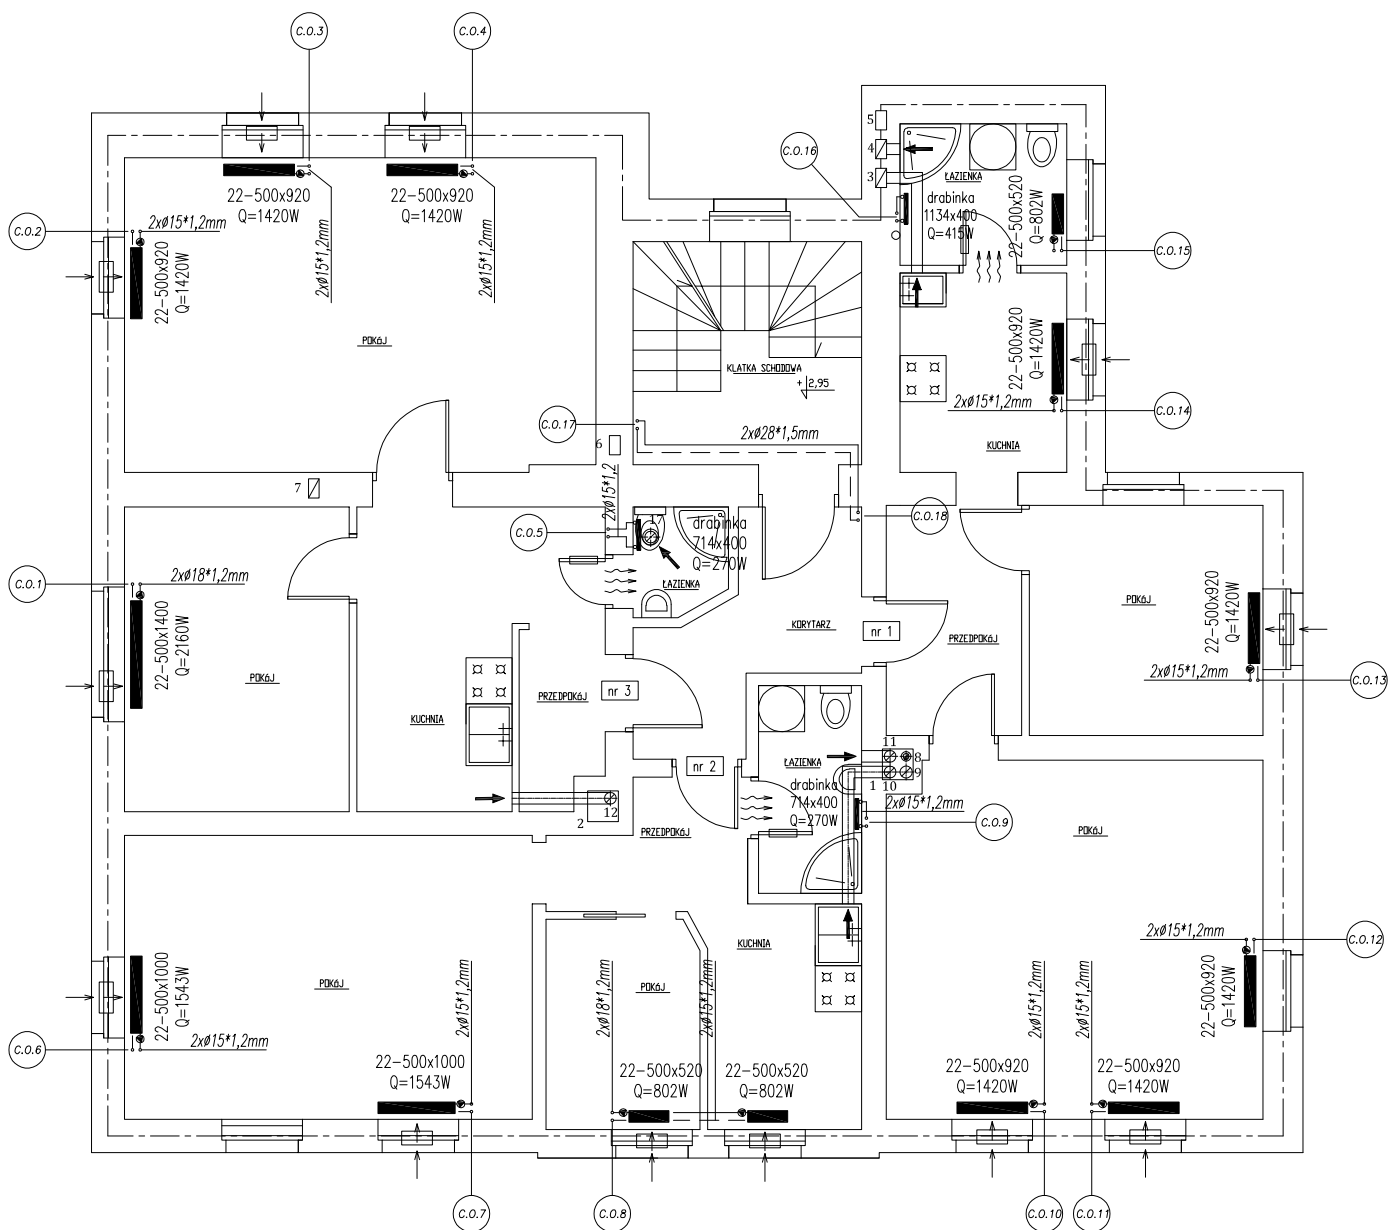 C.O.3
C.O.4
5
4
3
C.O.16
ŁAZIENKA
drabinka
1134x400
Q=415W
22-500x520
Q=802W
22-500x920
Q=1420W
22-500x920
Q=1420W
C.O.2
2xø15*1,2mm
22-500x920
Q=1420W
2xø15*1,2mm
2xø15*1,2mm
C.O.15
POKÓJ
KLATKA SCHODOWA
+ 2,95
22-500x920
Q=1420W
2xø15*1,2mm
C.O.14
KUCHNIA
C.O.17
2xø28*1,5mm
6
7
2xø15*1,2
C.O.5
17
drabinka
714x400
Q=270W
ŁAZIENKA
C.O.18
C.O.1
2xø18*1,2mm
22-500x1400
Q=2160W
POKÓJ
KUCHNIA
PRZEDPOKÓJ
nr 3
KORYTARZ
nr 1
PRZEDPOKÓJ
POKÓJ
22-500x920
Q=1420W
2xø15*1,2mm
C.O.13
nr 2
ŁAZIENKA
drabinka
714x400
Q=270W
11
8
1
10
9
2xø15*1,2mm
C.O.9
12
2
PRZEDPOKÓJ
POKÓJ
KUCHNIA
POKÓJ
POKÓJ
2xø15*1,2mm
C.O.12
22-500x920
Q=1420W
22-500x1000
Q=1543W
2xø15*1,2mm
C.O.6
2xø15*1,2mm
22-500x1000
Q=1543W
2xø18*1,2mm
2xø15*1,2mm
22-500x520
Q=802W
22-500x520
Q=802W
22-500x920
Q=1420W
2xø15*1,2mm
2xø15*1,2mm
22-500x920
Q=1420W
C.O.7
C.O.8
C.O.10
C.O.11